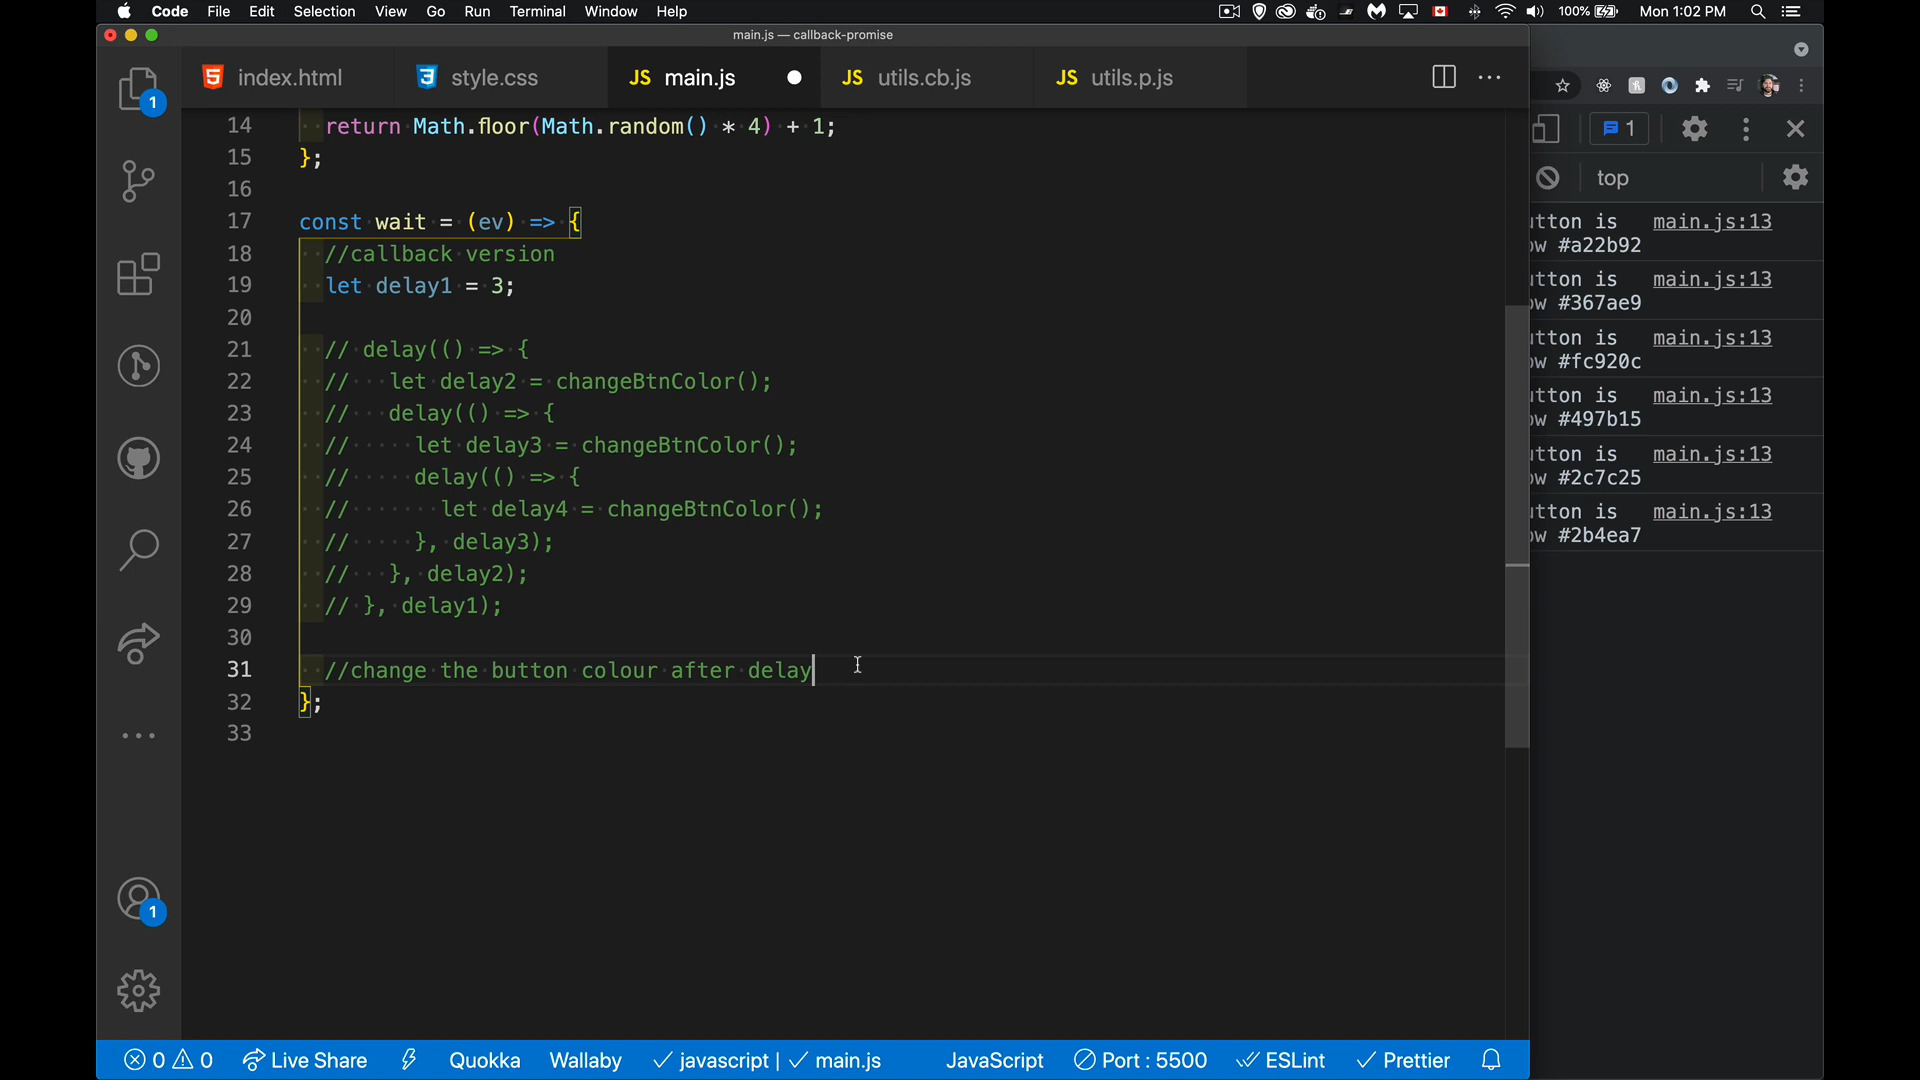 Code File Edit Selection View Go Run Terminal Window Help 100% Mon 1:02 PM
main.js — callback-promise
index.html style.css JS main.js JS utils.cb.js JS utils.p.js
14 return Math.floor(Math.random() * 4) + 1;
15 };
16
17 const wait = (ev) => {
18 //callback version
19 let delay1 = 3;
20
21 // delay(() => {
22 // let delay2 = changeBtnColor();
23 // delay(() => {
24 // let delay3 = changeBtnColor();
25 // delay(() => {
26 // let delay4 = changeBtnColor();
27 // }, delay3);
28 // }, delay2);
29 // }, delay1);
30
31 //change the button colour after delay
32 };
33
1
1
1
top
utton is main.js:13
ow #a22b92
utton is main.js:13
ow #367ae9
utton is main.js:13
ow #fc920c
utton is main.js:13
ow #497b15
utton is main.js:13
ow #2c7c25
utton is main.js:13
ow #2b4ea7
0 0 Live Share Quokka Wallaby javascript | main.js JavaScript Port : 5500 ESLint Prettier